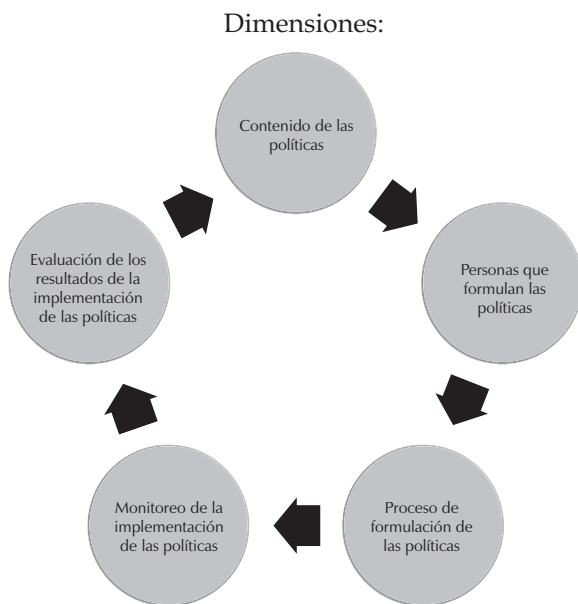 Dimensiones:
Contenido de las
políticas
Personas que
formulan las
políticas
Proceso de
formulación de
las políticas
Monitoreo de la
implementación
de las políticas
Evaluación de los
resultados de la
implementación
de las políticas